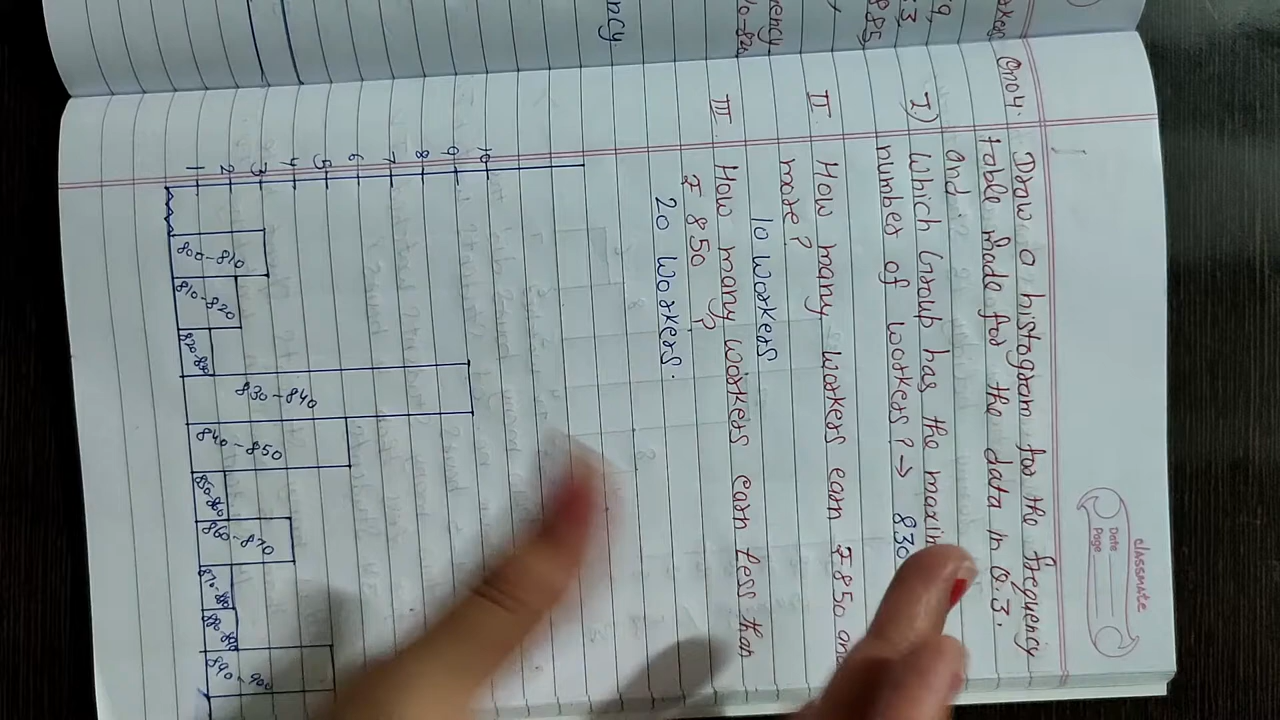 classmate
Date
Page
Qno4. Draw a histogram for the frequency
table made for the data in Q.3.
and.
I) Which Group has the
number of workers? → 830
II How many workers earn ₹ 850 and
more?
10 workers
III. How many workers earn less than
₹ 850?
20 workers.
10
9
8
7
6
5
4
3
2
1
800-810
810-820
820-830
830-840
840-850
850-860
860-870
870-880
880-890
890-900